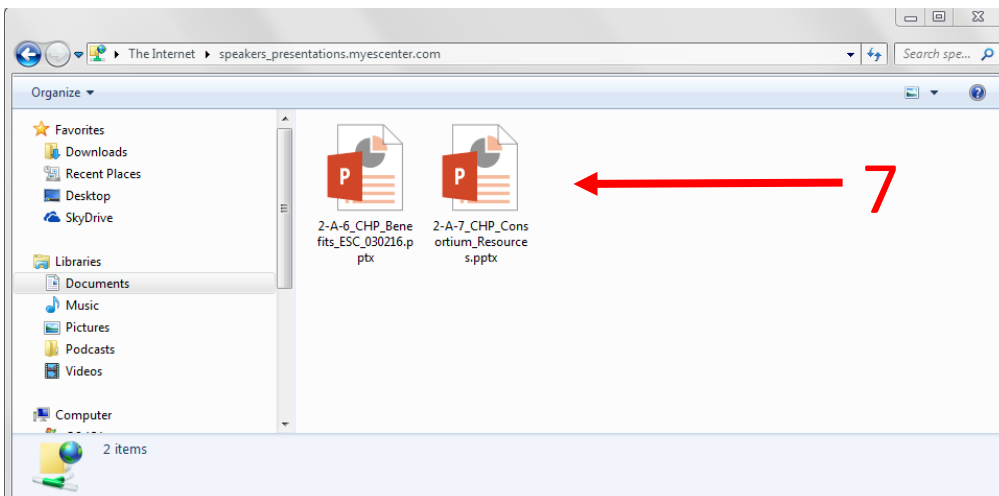 The Internet speakers_presentations.myescenter.com
Search spe...
Organize
Favorites
Downloads
Recent Places
Desktop
SkyDrive
Libraries
Documents
Music
Pictures
Podcasts
Videos
Computer
P
2-A-6_CHP_Bene
fits_ESC_030216.p
ptx
P
2-A-7_CHP_Cons
ortium_Resource
s.pptx
7
2 items